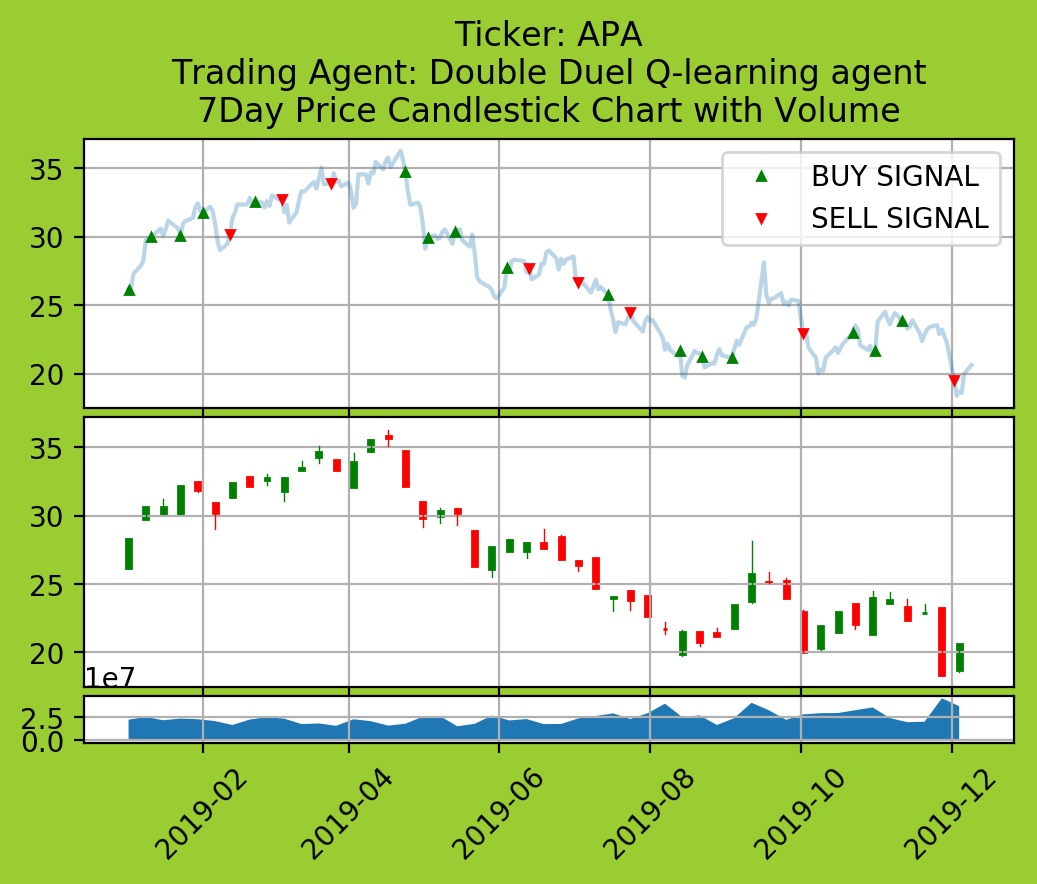 Ticker: APA
Trading Agent: Double Duel Q-learning agent
7Day Price Candlestick Chart with Volume
35
30
25
20
BUY SIGNAL
SELL SIGNAL
35
30
25
20
1e7
2.5
0.0
2019-02
2019-04
2019-06
2019-08
2019-10
2019-12